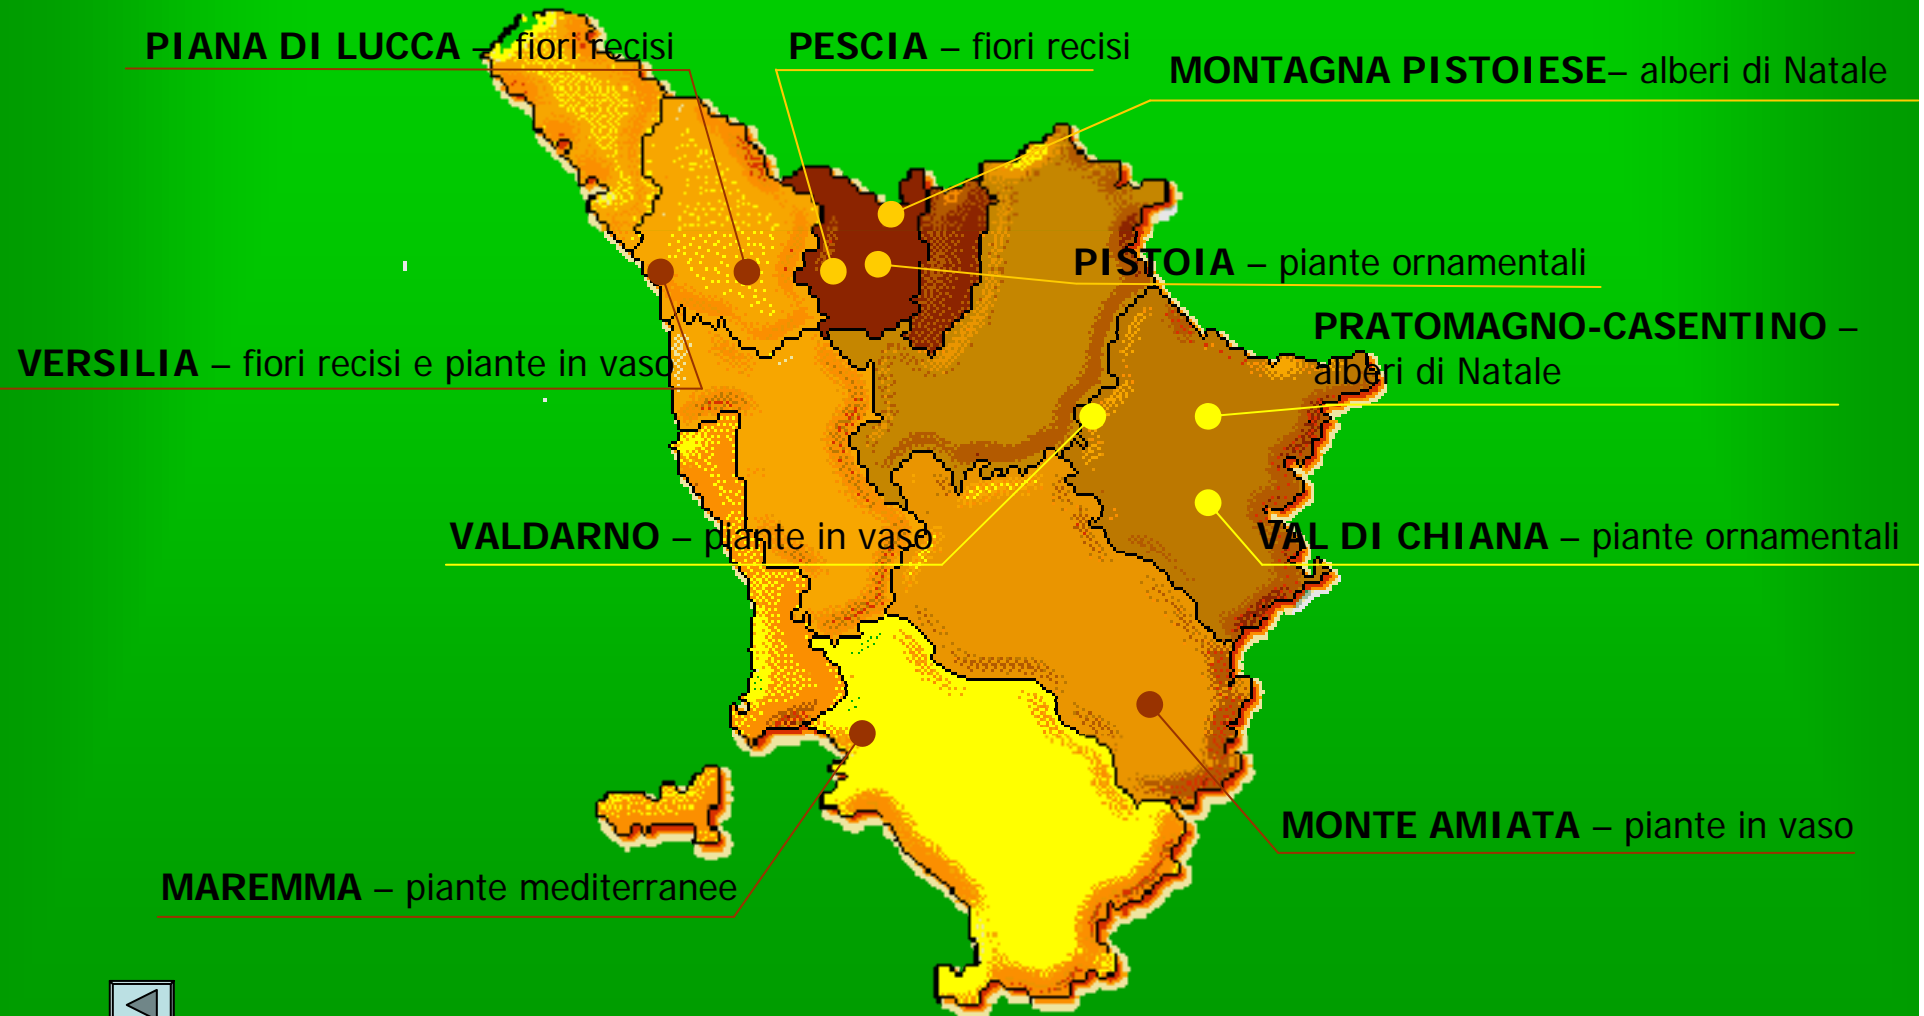 PIANA DI LUCCA – fiori recisi
PESCIA – fiori recisi
MONTAGNA PISTOIESE– alberi di Natale
PISTOIA – piante ornamentali
PRATOMAGNO-CASENTINO –
alberi di Natale
VERSILIA – fiori recisi e piante in vaso
VALDARNO – piante in vaso
VAL DI CHIANA – piante ornamentali
MONTE AMIATA – piante in vaso
MAREMMA – piante mediterranee